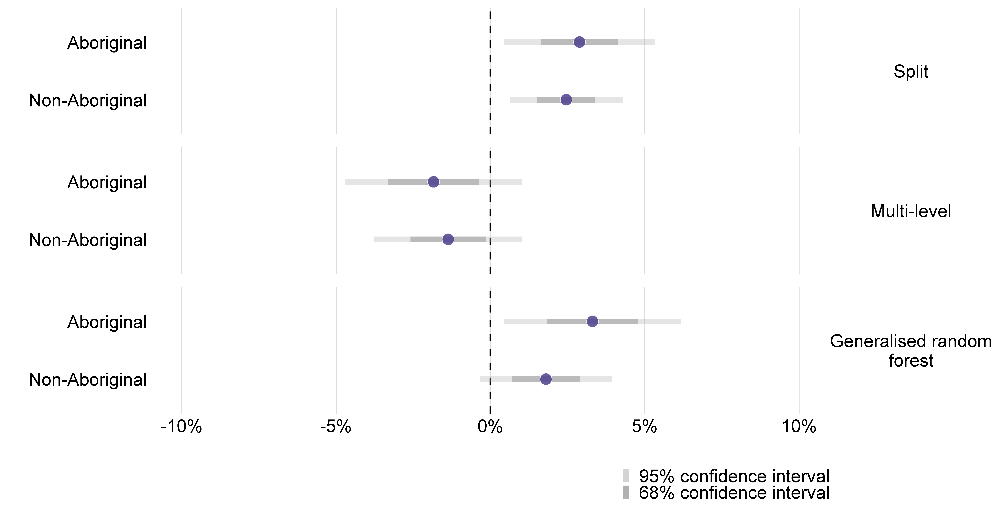 Aboriginal
Split
Non-Aboriginal
Aboriginal
Multi-level
Non-Aboriginal
Aboriginal
Generalised random
forest
Non-Aboriginal
-10% -5% 0% 5% 10%
95% confidence interval
68% confidence interval